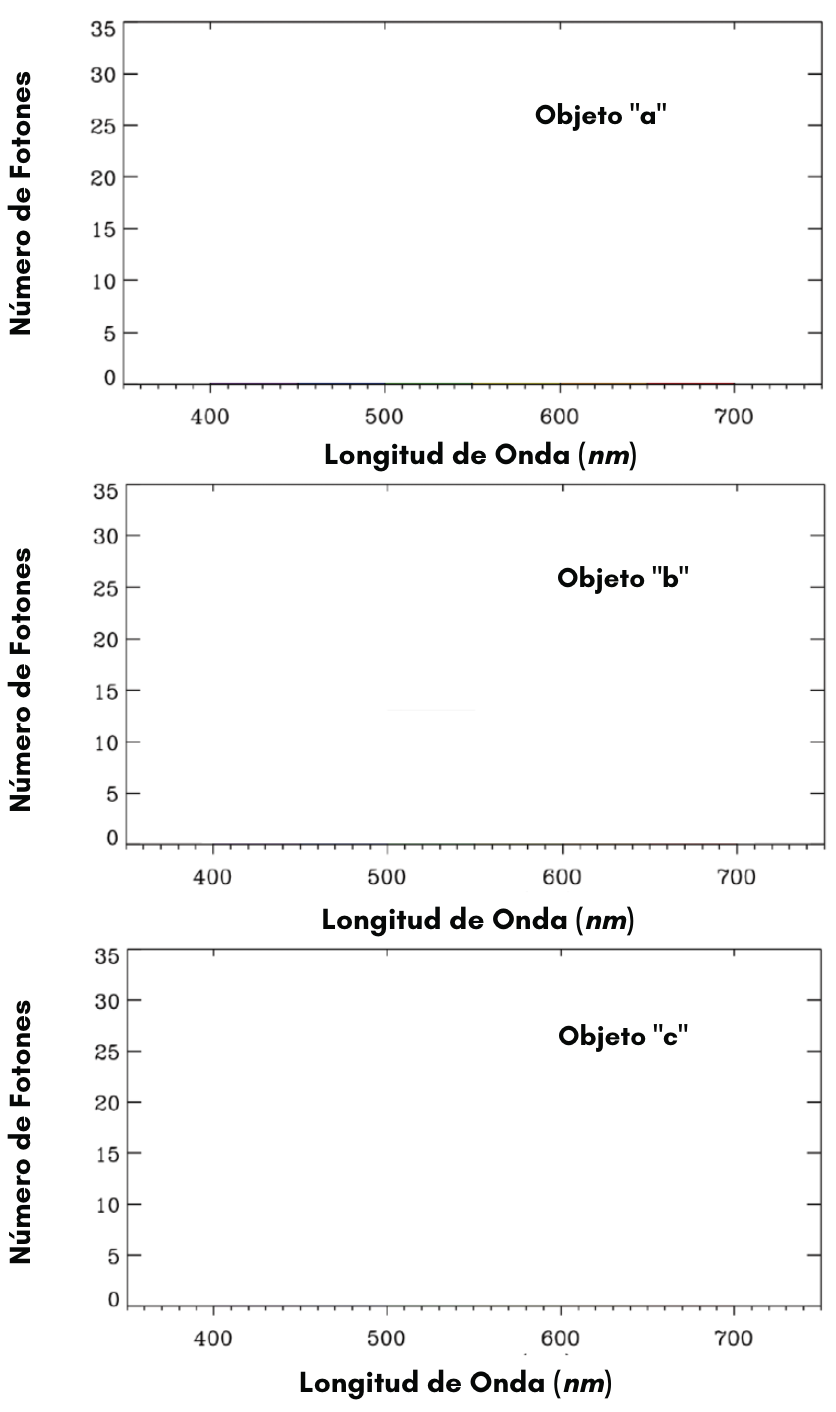 Número de Fotones
35
30
25
20
15
10
5
0
Objeto "a"
400 500 600 700
Longitud de Onda (nm)
Número de Fotones
35
30
25
20
15
10
5
0
Objeto "b"
400 500 600 700
Longitud de Onda (nm)
Número de Fotones
35
30
25
20
15
10
5
0
Objeto "c"
400 500 600 700
Longitud de Onda (nm)